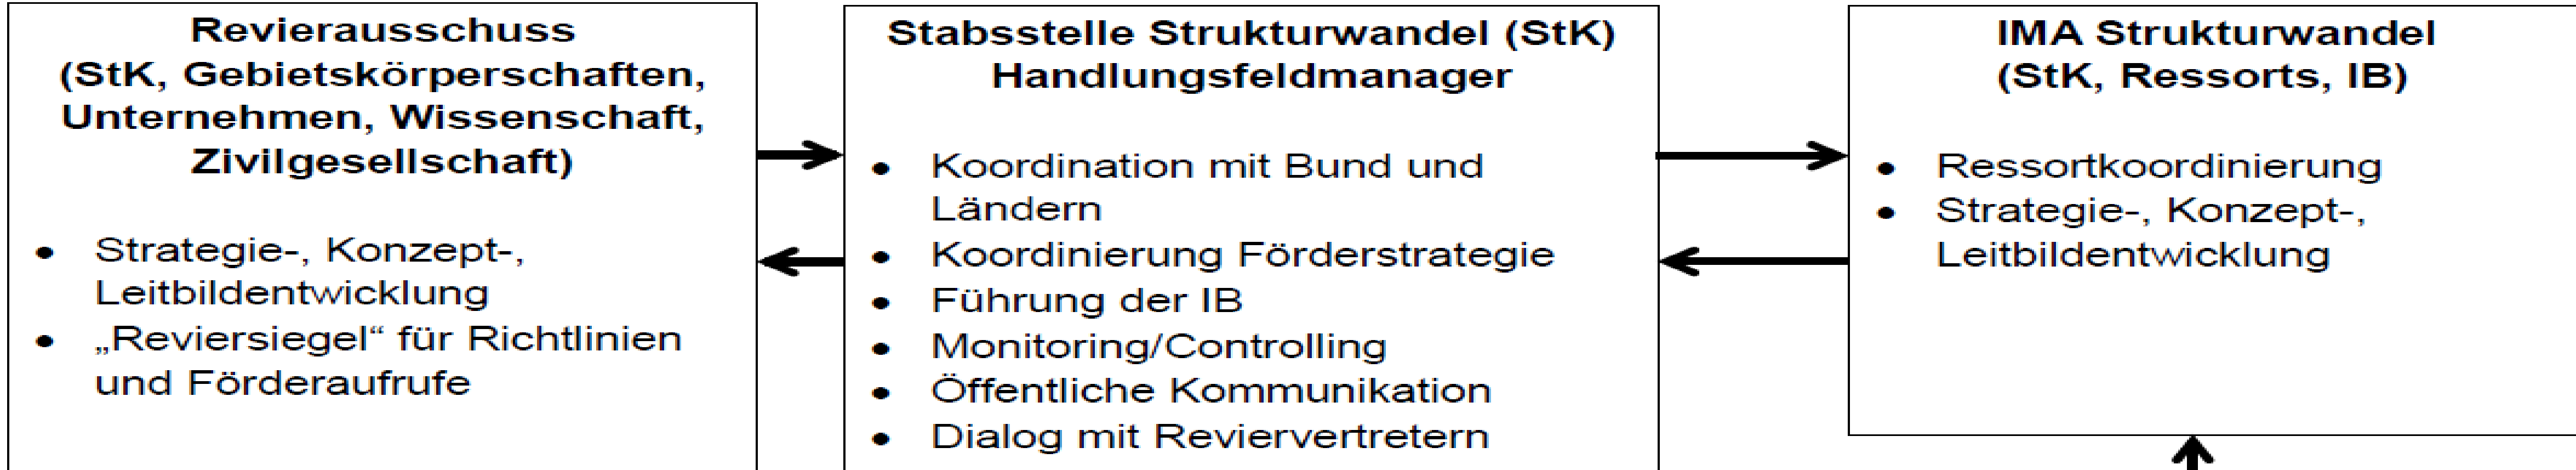 Revierausschuss
(StK, Gebietskörperschaften,
Unternehmen, Wissenschaft,
Zivilgesellschaft)
• Strategie-, Konzept-,
Leitbildentwicklung
• „Reviersiegel“ für Richtlinien
und Förderaufrufe
Stabsstelle Strukturwandel (StK)
Handlungsfeldmanager
• Koordination mit Bund und
Ländern
• Koordinierung Förderstrategie
• Führung der IB
• Monitoring/Controlling
• Öffentliche Kommunikation
• Dialog mit Reviervertretern
IMA Strukturwandel
(StK, Ressorts, IB)
• Ressortkoordinierung
• Strategie-, Konzept-,
Leitbildentwicklung